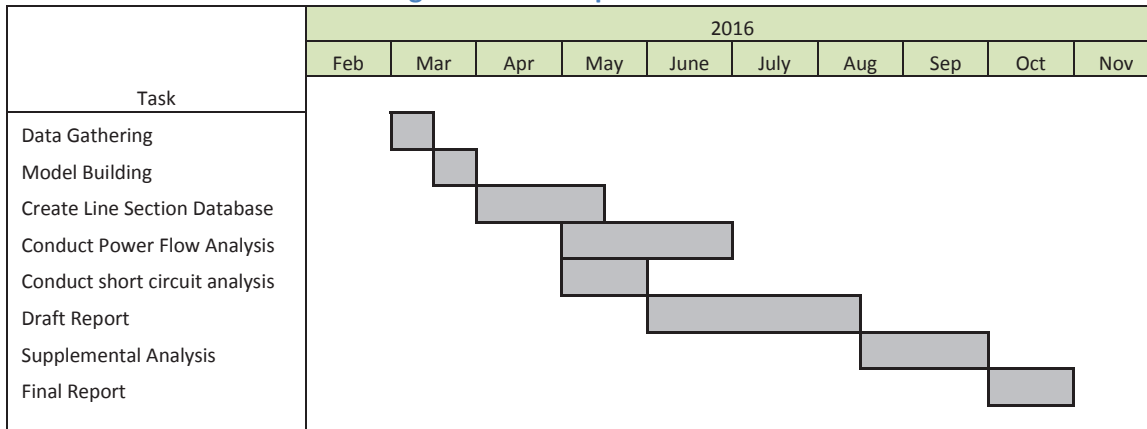 2016
Feb Mar Apr May June July Aug Sep Oct Nov
Task
Data Gathering
Model Building
Create Line Section Database
Conduct Power Flow Analysis
Conduct short circuit analysis
Draft Report
Supplemental Analysis
Final Report